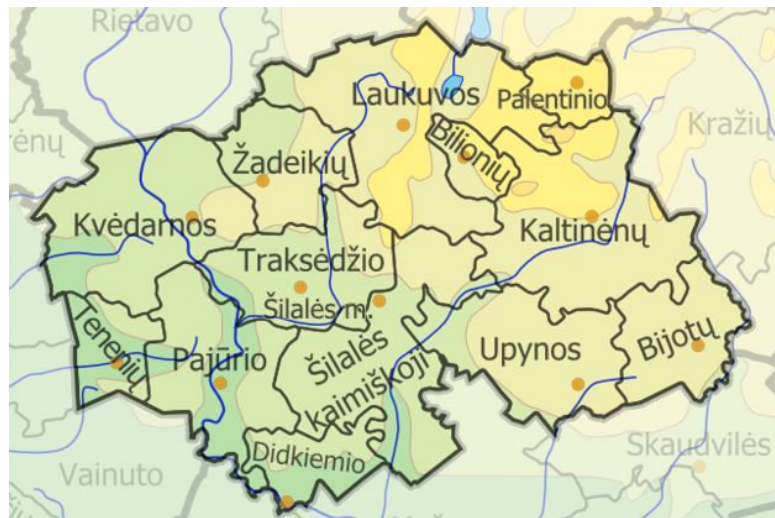 Rietavo
Laukuvos
Palentinio
Kražių
Bilionių
Žadeikių
Kvėdarnos
Kaltinėnų
Traksėdžio
Šilalės m.
Tenenių
Pajūrio
Šilalės
kaimiškoji
Upynos
Bijotų
Didkiemio
Skaudvilės
Vainuto